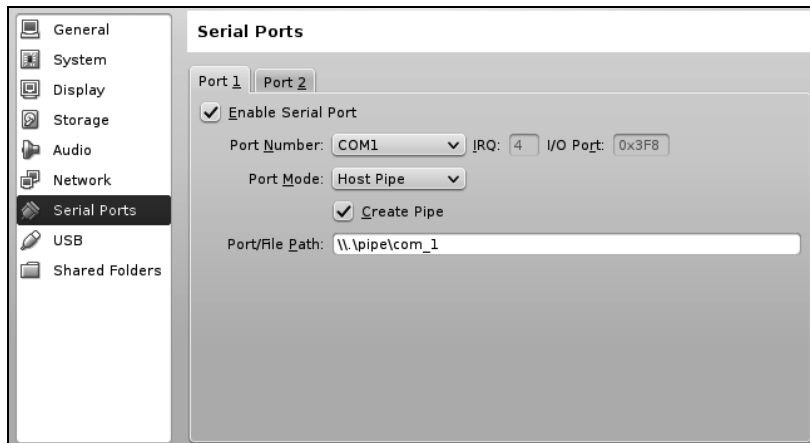 General
System
Display
Storage
Audio
Network
Serial Ports
USB
Shared Folders
Serial Ports
Port 1 Port 2
Enable Serial Port
Port Number: COM1 IRQ: 4 I/O Port: 0x3F8
Port Mode: Host Pipe
Create Pipe
Port/File Path: \\.\pipe\com_1